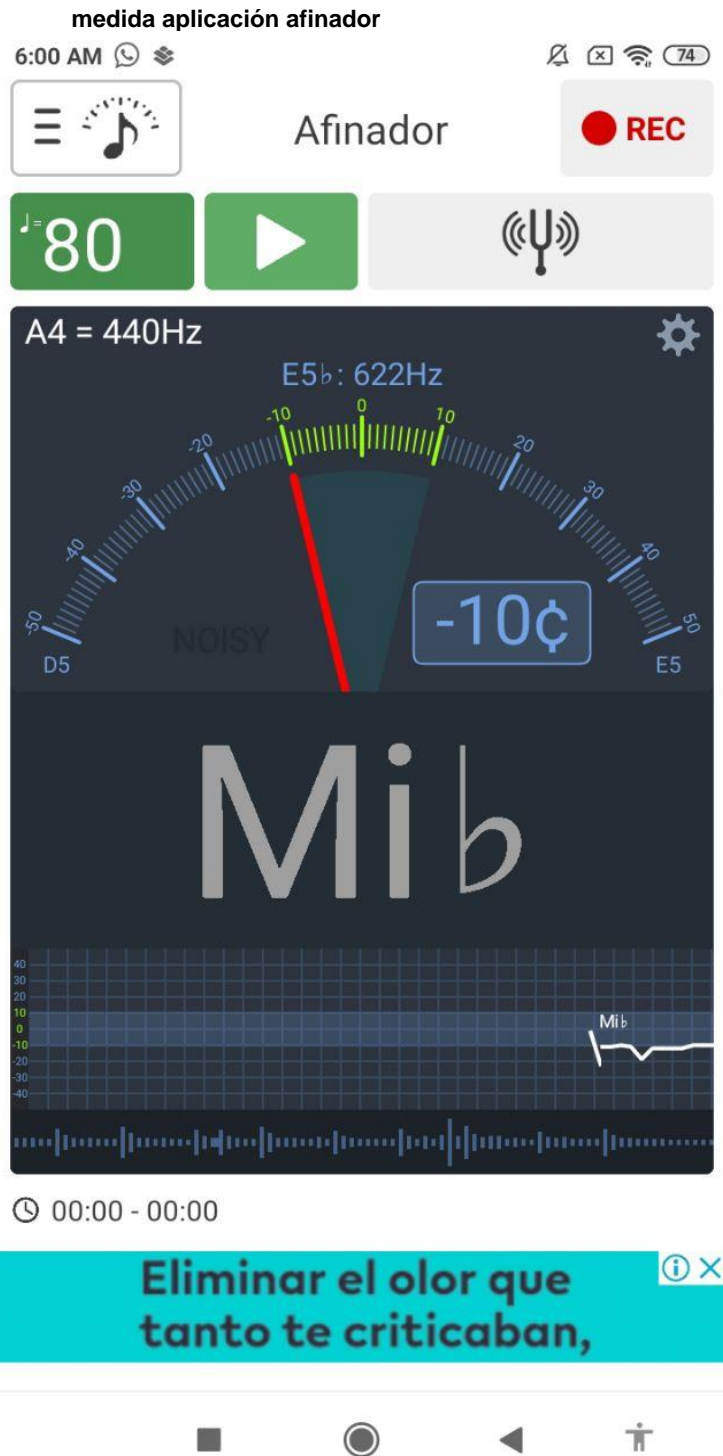 medida aplicación afinador
6:00 AM 74
Afinador REC
♩=80
A4 = 440Hz
E5♭: 622Hz
-50 -40 -30 -20 -10 0 10 20 30 40 50
-10¢
NOISY
D5 E5
Mi♭
40
30
20
10
0
-10
-20
-30
-40
Mi♭
00:00 - 00:00
Eliminar el olor que
tanto te criticaban,